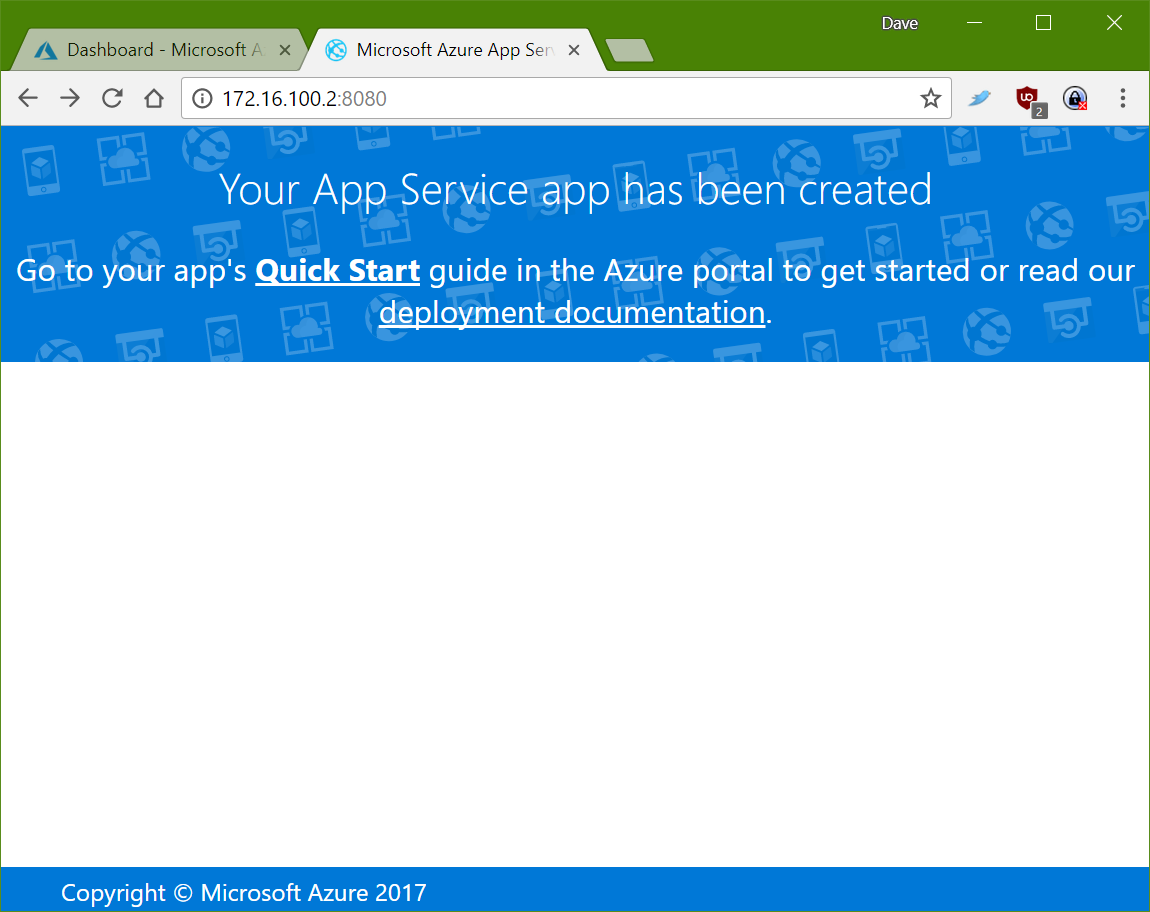 Dave
Dashboard - Microsoft A
Microsoft Azure App Ser
172.16.100.2:8080
2
Your App Service app has been created
Go to your app's Quick Start guide in the Azure portal to get started or read our
deployment documentation.
Copyright © Microsoft Azure 2017